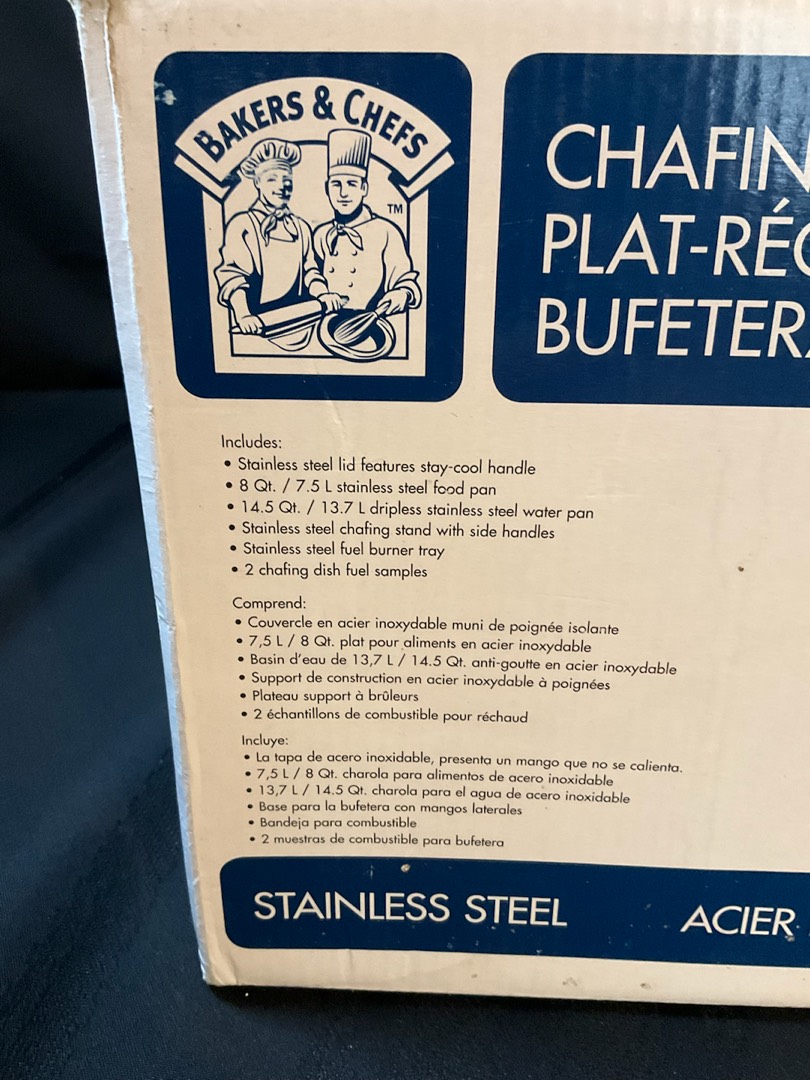 BAKERS & CHEFS
TM
CHAFIN
PLAT-RÉC
BUFETERA
Includes:
• Stainless steel lid features stay-cool handle
• 8 Qt. / 7.5 L stainless steel food pan
• 14.5 Qt. / 13.7 L dripless stainless steel water pan
• Stainless steel chafing stand with side handles
• Stainless steel fuel burner tray
• 2 chafing dish fuel samples
Comprend:
• Couvercle en acier inoxydable muni de poignée isolante
• 7,5 L / 8 Qt. plat pour aliments en acier inoxydable
• Basin d'eau de 13,7 L / 14.5 Qt. anti-goutte en acier inoxydable
• Support de construction en acier inoxydable à poignées
• Plateau support à brûleurs
• 2 échantillons de combustible pour réchaud
Incluye:
• La tapa de acero inoxidable, presenta un mango que no se calienta.
• 7,5 L / 8 Qt. charola para alimentos de acero inoxidable
• 13,7 L / 14.5 Qt. charola para el agua de acero inoxidable
• Base para la bufetera con mangos laterales
• Bandeja para combustible
• 2 muestras de combustible para bufetera
STAINLESS STEEL
ACIER